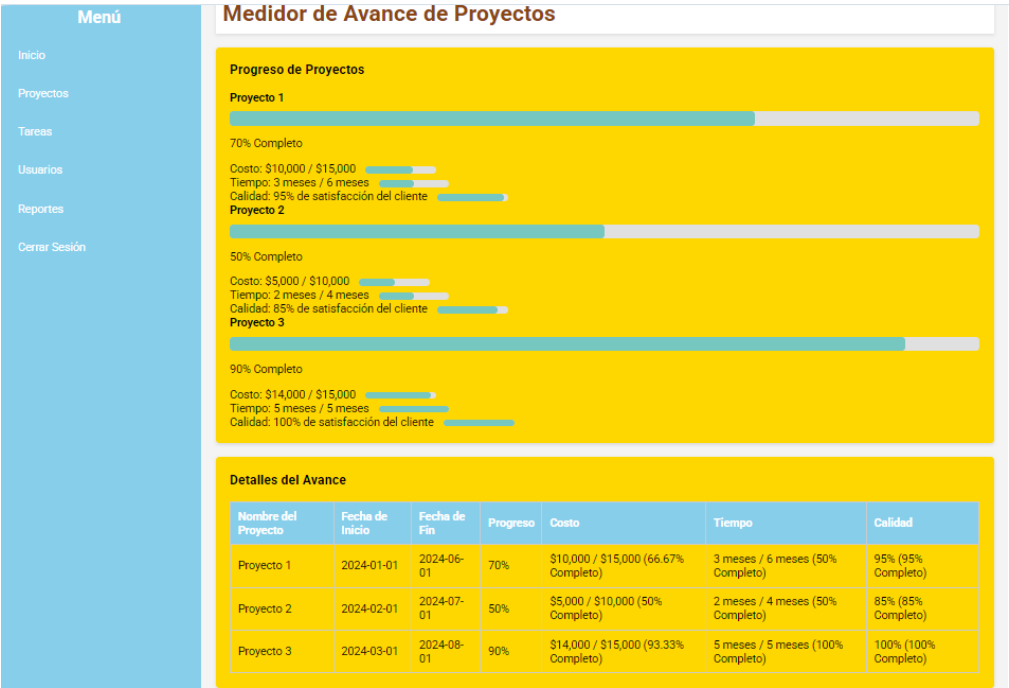 Menú
Inicio
Proyectos
Tareas
Usuarios
Reportes
Cerrar Sesión
Medidor de Avance de Proyectos
Progreso de Proyectos
Proyecto 1
70% Completo
Costo: $10,000 / $15,000
Tiempo: 3 meses / 6 meses
Calidad: 95% de satisfacción del cliente
Proyecto 2
50% Completo
Costo: $5,000 / $10,000
Tiempo: 2 meses / 4 meses
Calidad: 85% de satisfacción del cliente
Proyecto 3
90% Completo
Costo: $14,000 / $15,000
Tiempo: 5 meses / 5 meses
Calidad: 100% de satisfacción del cliente
Detalles del Avance
Nombre del
Proyecto
Fecha de
Inicio
Fecha de
Fin
Progreso
Costo
Tiempo
Calidad
Proyecto 1
2024-01-01
2024-06-
01
70%
$10,000 / $15,000 (66.67%
Completo)
3 meses / 6 meses (50%
Completo)
95% (95%
Completo)
Proyecto 2
2024-02-01
2024-07-
01
50%
$5,000 / $10,000 (50%
Completo)
2 meses / 4 meses (50%
Completo)
85% (85%
Completo)
Proyecto 3
2024-03-01
2024-08-
01
90%
$14,000 / $15,000 (93.33%
Completo)
5 meses / 5 meses (100%
Completo)
100% (100%
Completo)